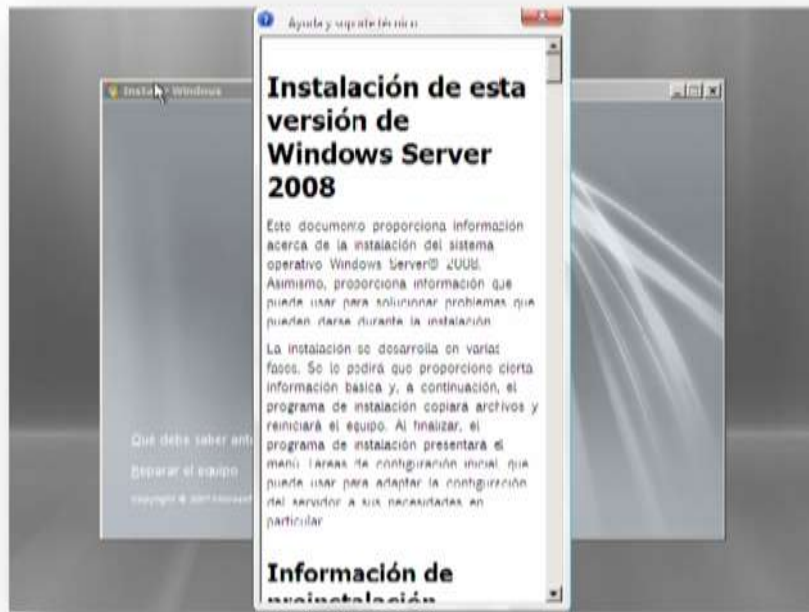 Ayuda y soporte técnico
Instalar Windows
Instalación de esta
versión de
Windows Server
2008
Este documento proporciona información
acerca de la instalación del sistema
operativo Windows Server® 2008.
Asimismo, proporciona información que
puede usar para solucionar problemas que
puedan darse durante la instalación.
La instalación se desarrolla en varias
fases. Se le pedirá que proporcione cierta
información básica y, a continuación, el
programa de instalación copiará archivos y
reiniciará el equipo. Al finalizar, el
programa de instalación presentará el
menú Tareas de configuración inicial, que
puede usar para adaptar la configuración
del servidor a sus necesidades en
particular.
Información de
preinstalación
Qué debe saber ant
Reparar el equipo
Copyright © 2007 Microsoft